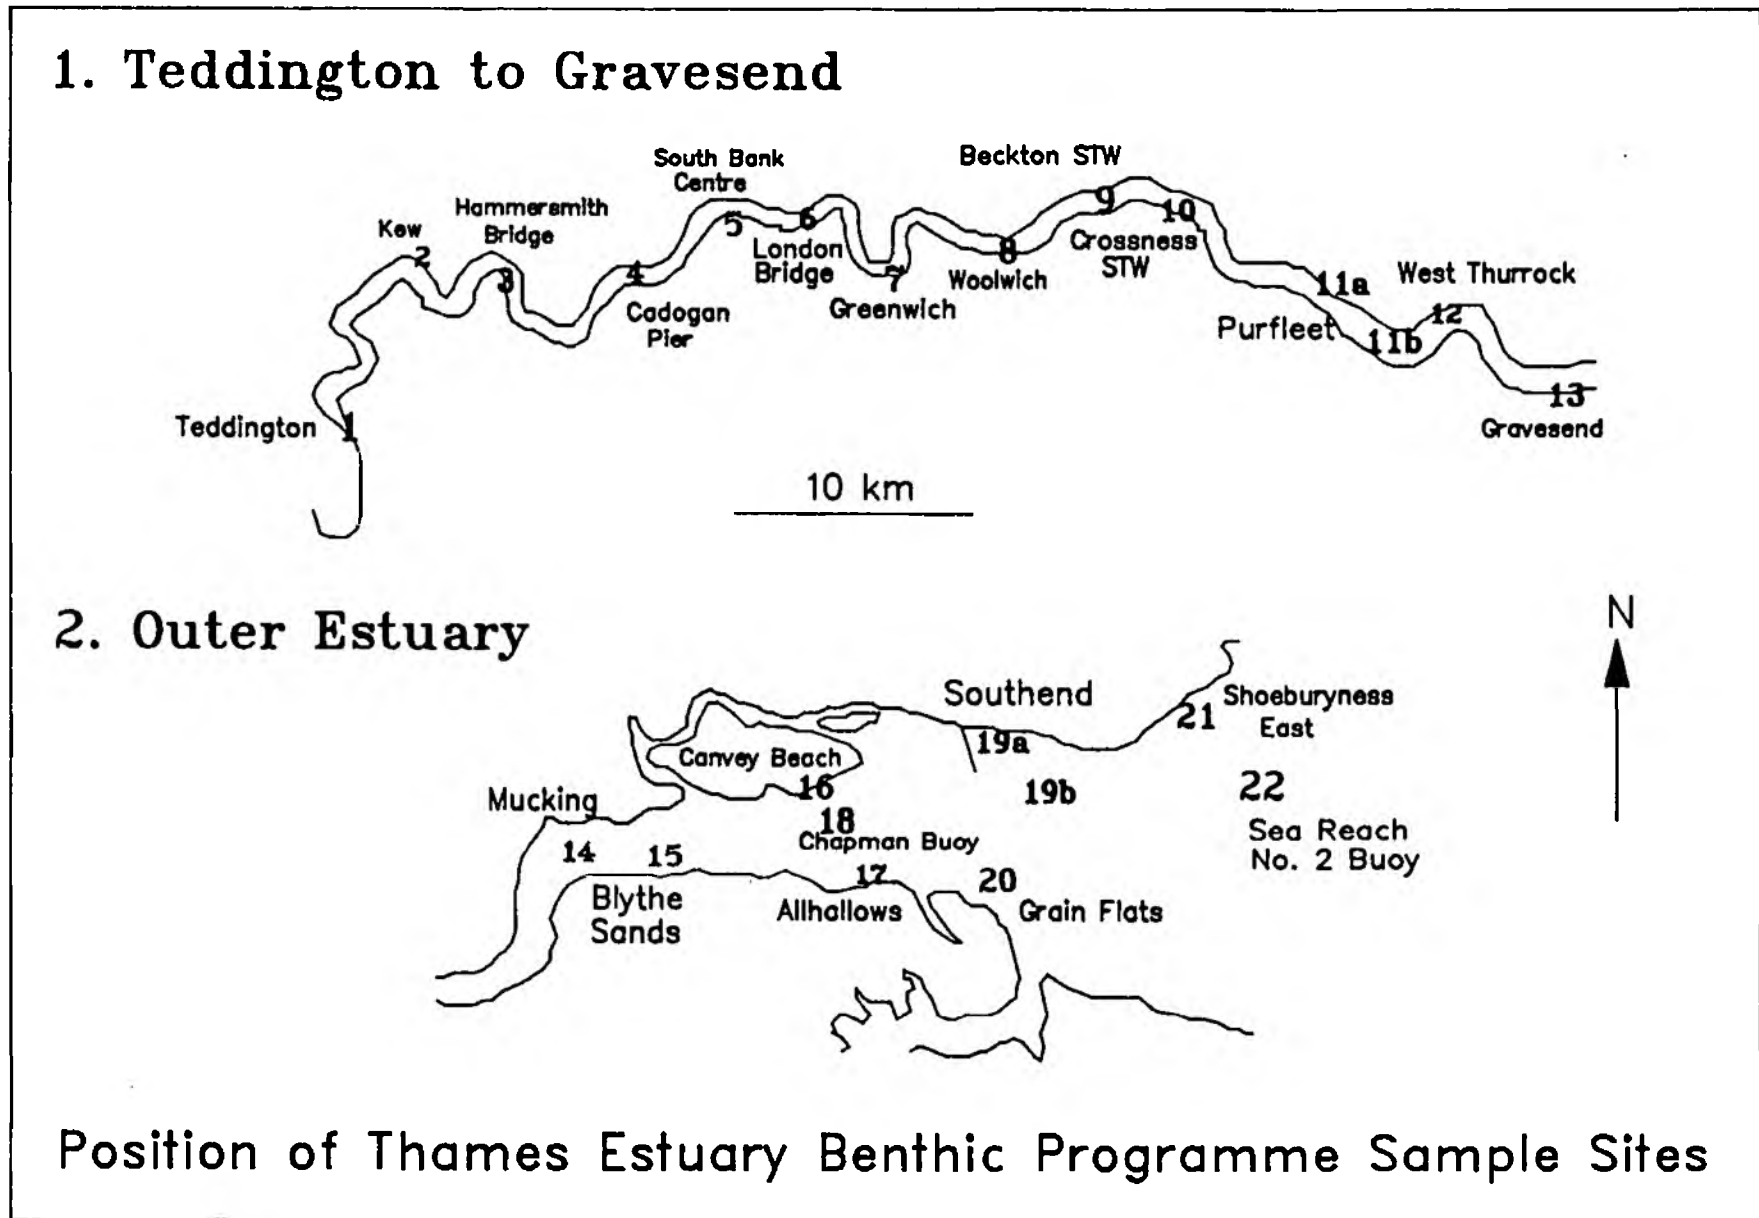 1. Teddington to Gravesend
South Bank
Centre
Beckton STW
Hammersmith
Bridge
Kew
2
3
4
5
6
London
Bridge
7
Greenwich
8
Woolwich
9
10
Crossness
STW
11a
West Thurrock
Purfleet
11b
12
Cadogan
Pier
13
Gravesend
Teddington
1
10 km
2. Outer Estuary
N
Southend
Shoeburyness
East
21
19a
Canvey Beach
16
19b
22
Mucking
18
Chapman Buoy
Sea Reach
No. 2 Buoy
14
15
17
20
Blythe
Sands
Allhallows
Grain Flats
Position of Thames Estuary Benthic Programme Sample Sites